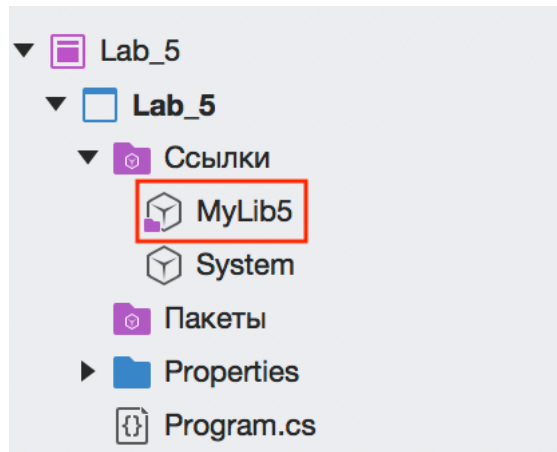 Lab_5
Lab_5
Ссылки
MyLib5
System
Пакеты
Properties
Program.cs